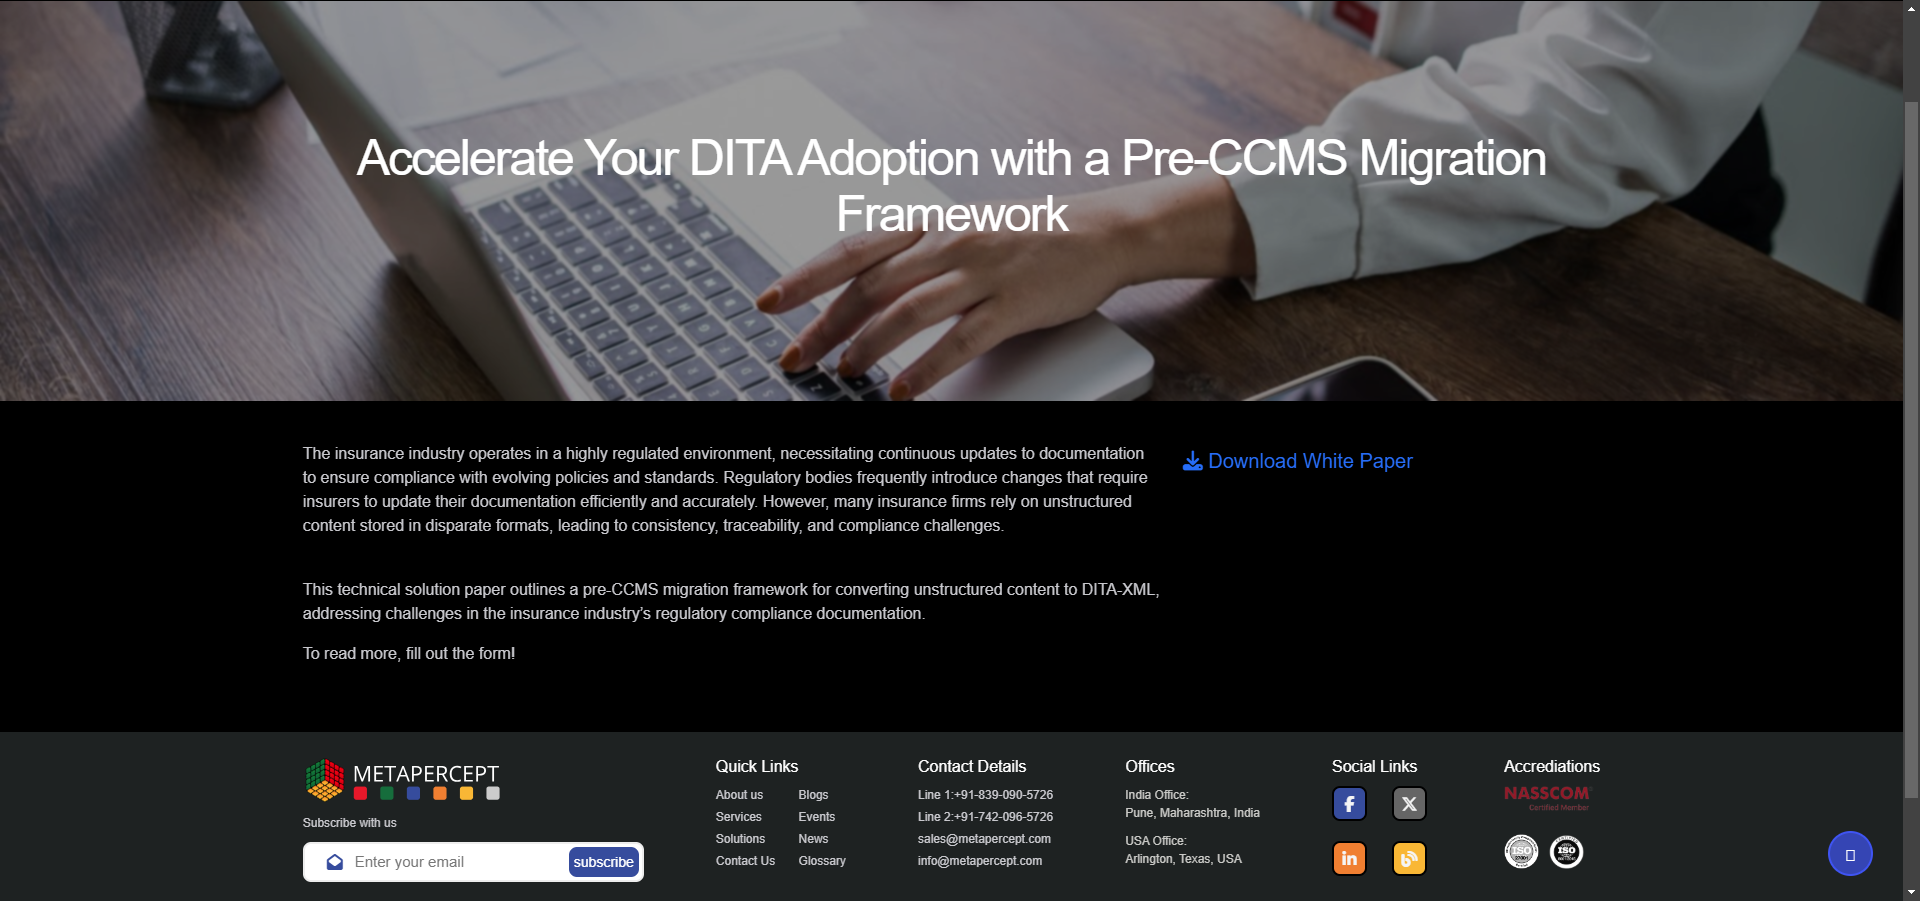 Accelerate Your DITA Adoption with a Pre-CCMS Migration
Framework
The insurance industry operates in a highly regulated environment, necessitating continuous updates to documentation
to ensure compliance with evolving policies and standards. Regulatory bodies frequently introduce changes that require
insurers to update their documentation efficiently and accurately. However, many insurance firms rely on unstructured
content stored in disparate formats, leading to consistency, traceability, and compliance challenges.
This technical solution paper outlines a pre-CCMS migration framework for converting unstructured content to DITA-XML,
addressing challenges in the insurance industry’s regulatory compliance documentation.
To read more, fill out the form!
Download White Paper
METAPERCEPT
Subscribe with us
Enter your email
subscribe
Quick Links
About us
Services
Solutions
Contact Us
Blogs
Events
News
Glossary
Contact Details
Line 1:+91-839-090-5726
Line 2:+91-742-096-5726
sales@metapercept.com
info@metapercept.com
Offices
India Office:
Pune, Maharashtra, India
USA Office:
Arlington, Texas, USA
Social Links
Accrediations
NASSCOM
Certified Member
ISO
27001
ISO